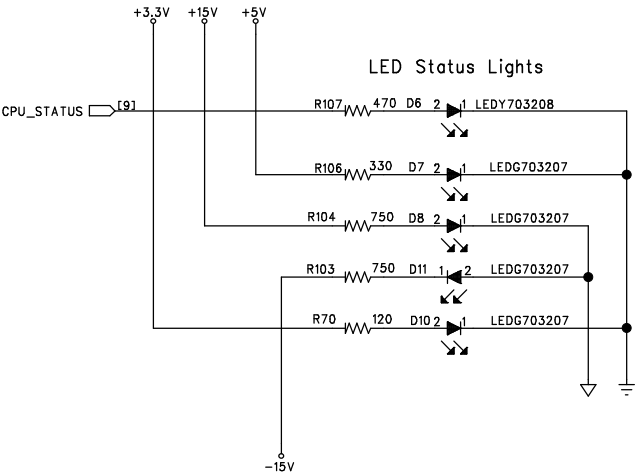 +3.3V +15V +5V
LED Status Lights
CPU_STATUS [9] R107 470 D6 2 1 LEDY703208
R106 330 D7 2 1 LEDG703207
R104 750 D8 2 1 LEDG703207
R103 750 D11 1 2 LEDG703207
R70 120 D10 2 1 LEDG703207
-15V